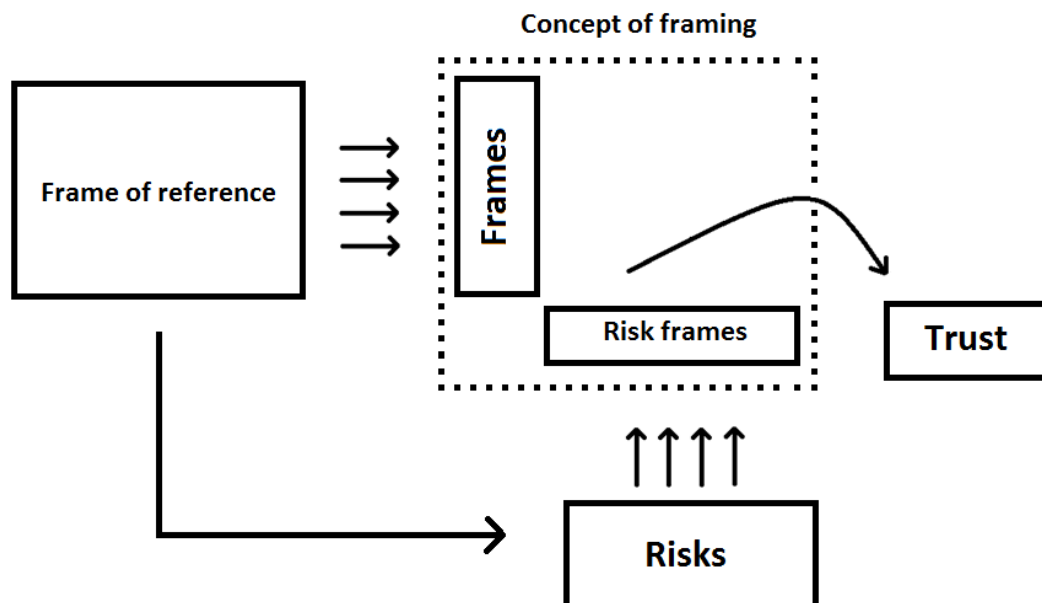 Concept of framing
Frame of reference
Frames
Risk frames
Trust
Risks